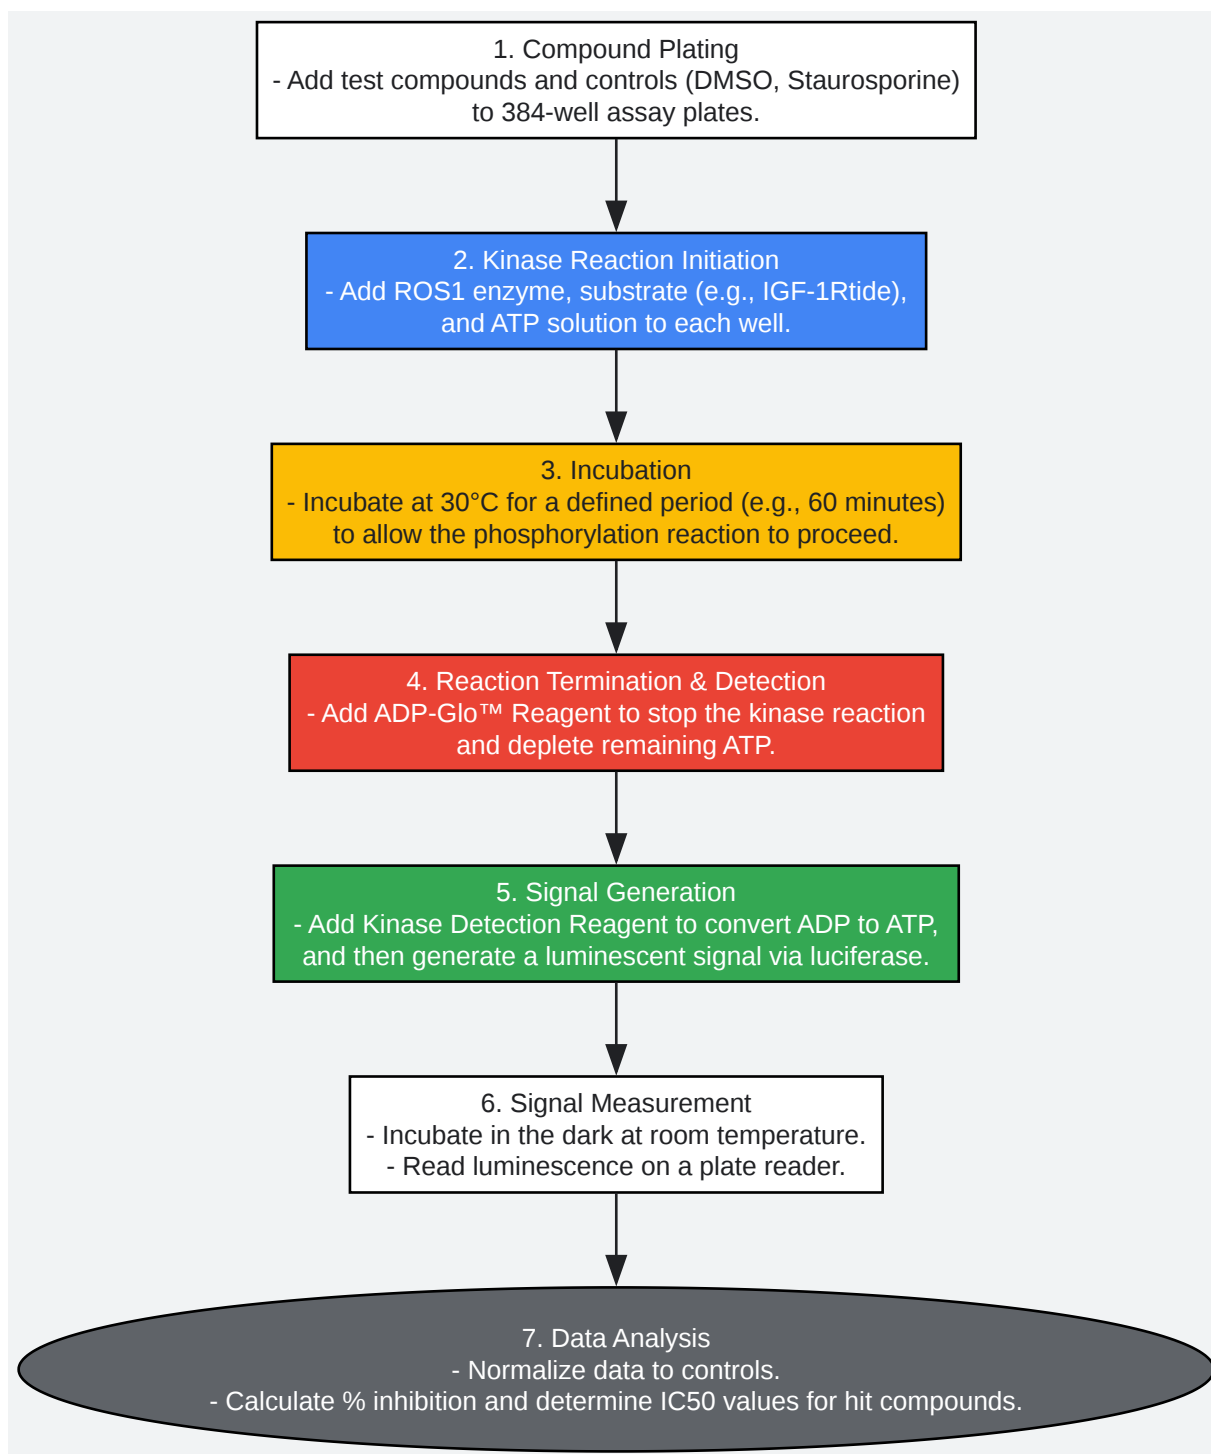 1. Compound Plating
- Add test compounds and controls (DMSO, Staurosporine)
to 384-well assay plates.
2. Kinase Reaction Initiation
- Add ROS1 enzyme, substrate (e.g., IGF-1Rtide),
and ATP solution to each well.
3. Incubation
- Incubate at 30°C for a defined period (e.g., 60 minutes)
to allow the phosphorylation reaction to proceed.
4. Reaction Termination & Detection
- Add ADP-Glo™ Reagent to stop the kinase reaction
and deplete remaining ATP.
5. Signal Generation
- Add Kinase Detection Reagent to convert ADP to ATP,
and then generate a luminescent signal via luciferase.
6. Signal Measurement
- Incubate in the dark at room temperature.
- Read luminescence on a plate reader.
7. Data Analysis
- Normalize data to controls.
- Calculate % inhibition and determine IC50 values for hit compounds.